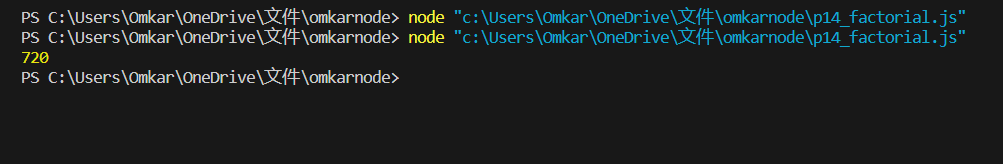 PS C:\Users\Omkar\OneDrive\文件\omkarnode> node "c:\Users\Omkar\OneDrive\文件\omkarnode\p14_factorial.js"
PS C:\Users\Omkar\OneDrive\文件\omkarnode> node "c:\Users\Omkar\OneDrive\文件\omkarnode\p14_factorial.js"
720
PS C:\Users\Omkar\OneDrive\文件\omkarnode>